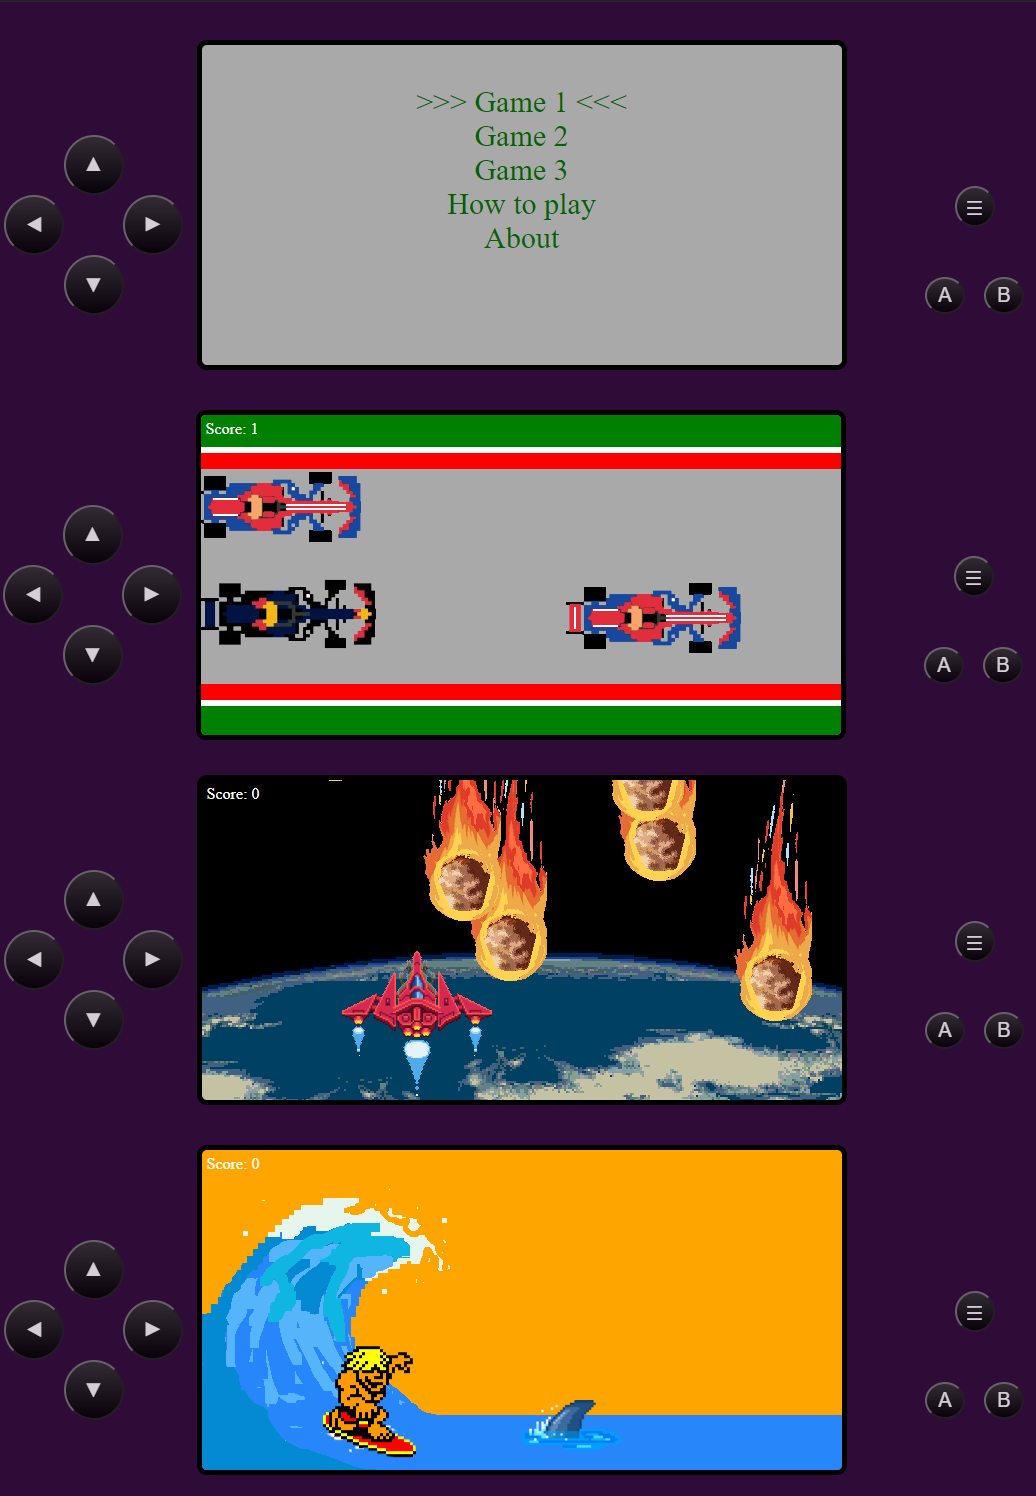 >>> Game 1 <<<
Game 2
Game 3
How to play
About
A B
Score: 1
A B
Score: 0
A B
Score: 0
A B